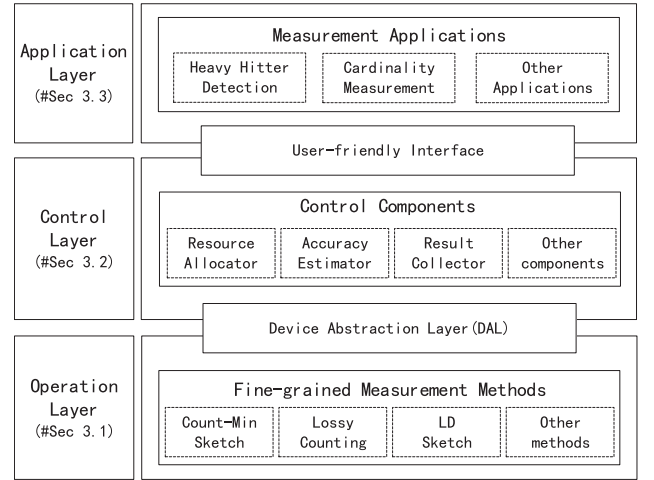 Application
Layer
(#Sec 3.3)
Measurement Applications
Heavy Hitter
Detection
Cardinality
Measurement
Other
Applications
User-friendly Interface
Control
Layer
(#Sec 3.2)
Control Components
Resource
Allocator
Accuracy
Estimator
Result
Collector
Other
components
Device Abstraction Layer(DAL)
Operation
Layer
(#Sec 3.1)
Fine-grained Measurement Methods
Count-Min
Sketch
Lossy
Counting
LD
Sketch
Other
methods